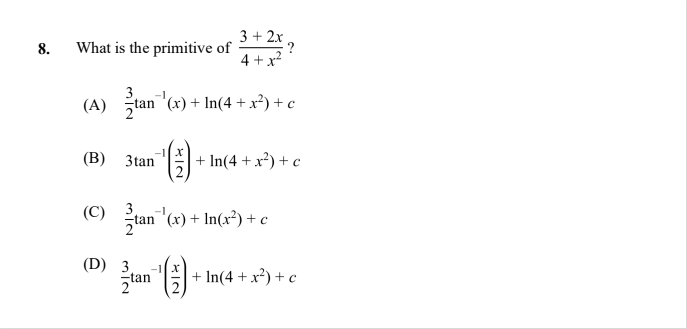 8. What is the primitive of (3 + 2x)/(4 + x²) ?
(A) 3/2 tan⁻¹(x) + ln(4 + x²) + c
(B) 3tan⁻¹(x/2) + ln(4 + x²) + c
(C) 3/2 tan⁻¹(x) + ln(x²) + c
(D) 3/2 tan⁻¹(x/2) + ln(4 + x²) + c